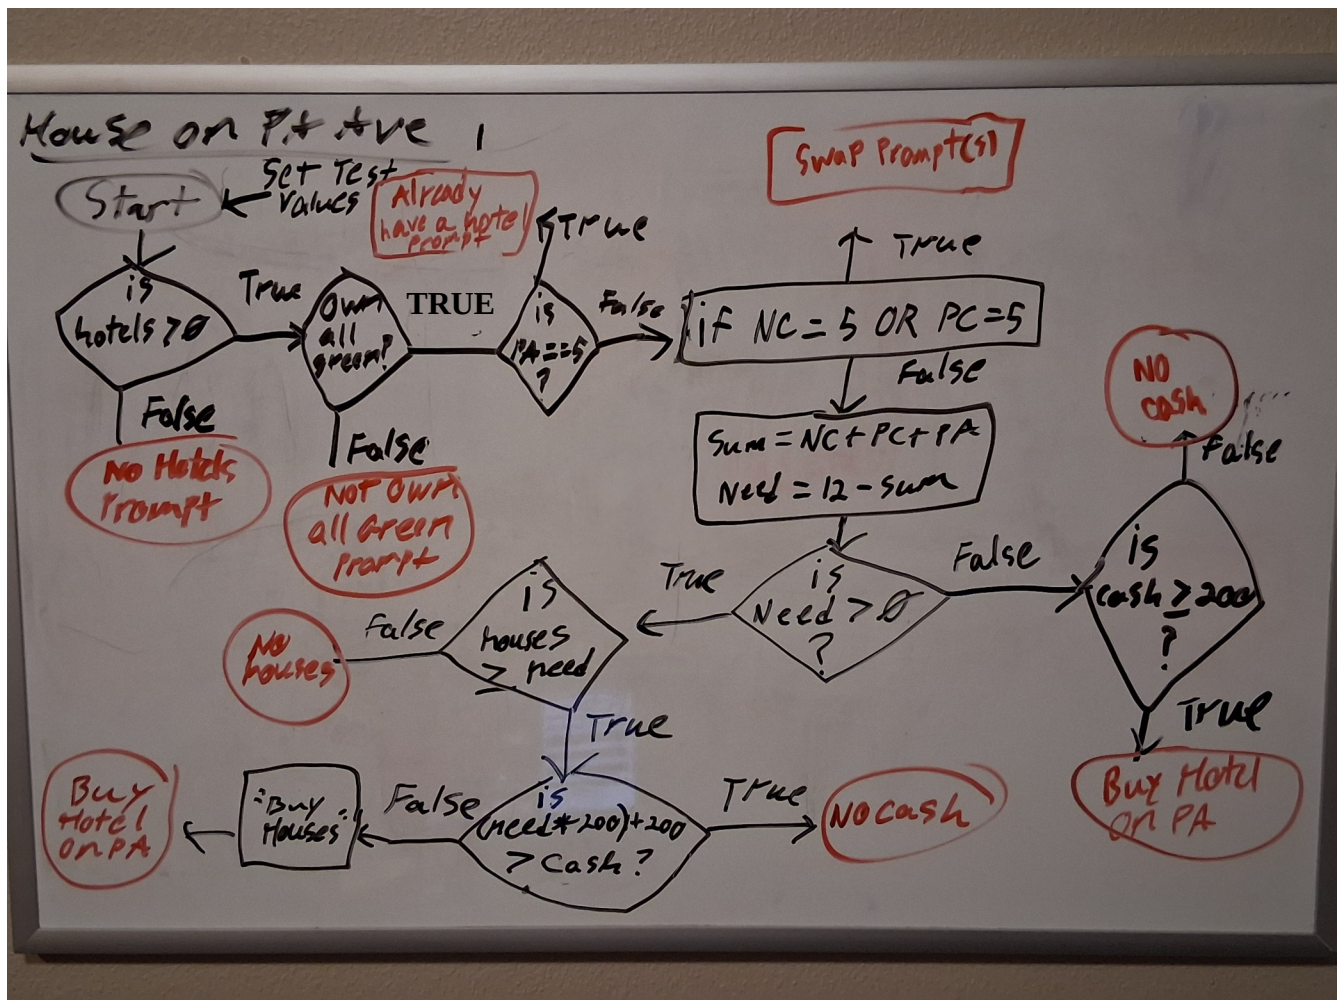 House on PA Ave
Start
Set Test
Values
Already
have a hotel
prompt
True
is
hotels > 0
True
Own
all
green?
TRUE
is
PA==5
?
False
if NC = 5 OR PC=5
True
Swap Prompt(s)
False
No Hotels
Prompt
False
Not Own
all Green
prompt
False
Sum = NC+PC+PA
Need = 12 - sum
is
Need > 0
?
False
is
cash ≥ 200
?
False
NO
cash
True
Buy Hotel
on PA
True
is
houses
≥ need
False
No
houses
True
is
(need*200)+200
> Cash ?
True
NO cash
False
"Buy
Houses"
Buy
Hotel
on PA